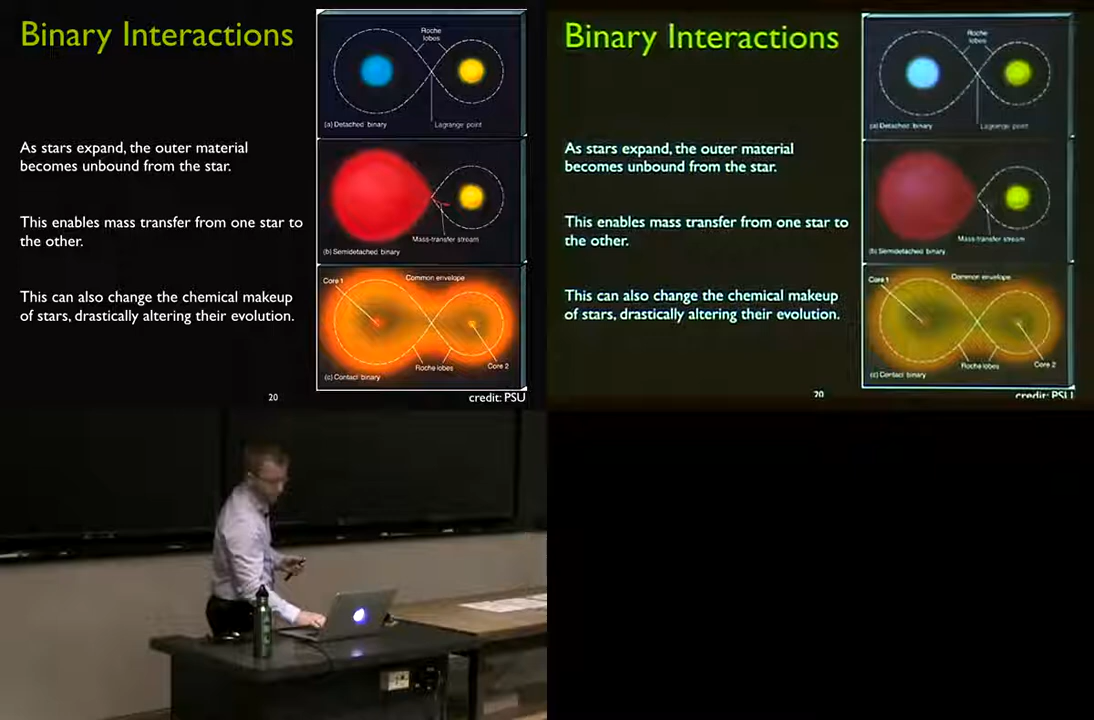 Binary Interactions
As stars expand, the outer material
becomes unbound from the star.
This enables mass transfer from one star to
the other.
This can also change the chemical makeup
of stars, drastically altering their evolution.
Roche
lobes
(a) Detached binary
Lagrange point
Mass-transfer stream
(b) Semidetached binary
Core 1
Common envelope
Roche lobes
Core 2
(c) Contact binary
20
credit: PSU
Binary Interactions
As stars expand, the outer material
becomes unbound from the star.
This enables mass transfer from one star to
the other.
This can also change the chemical makeup
of stars, drastically altering their evolution.
Roche
lobes
(a) Detached binary
Lagrange point
Mass-transfer stream
(b) Semidetached binary
Core 1
Common envelope
Roche lobes
Core 2
(c) Contact binary
20
credit: PSU